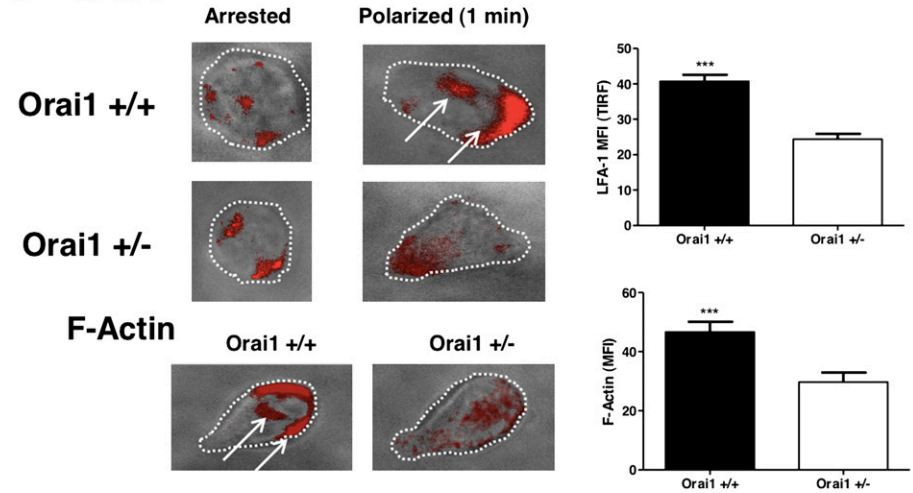 Arrested Polarized (1 min)
Orai1 +/+
Orai1 +/-
F-Actin
Orai1 +/+ Orai1 +/-
50
40
30
20
10
0
LFA-1 MFI (TIRF)
***
Orai1 +/+ Orai1 +/-
60
40
20
0
F-Actin (MFI)
***
Orai1 +/+ Orai1 +/-